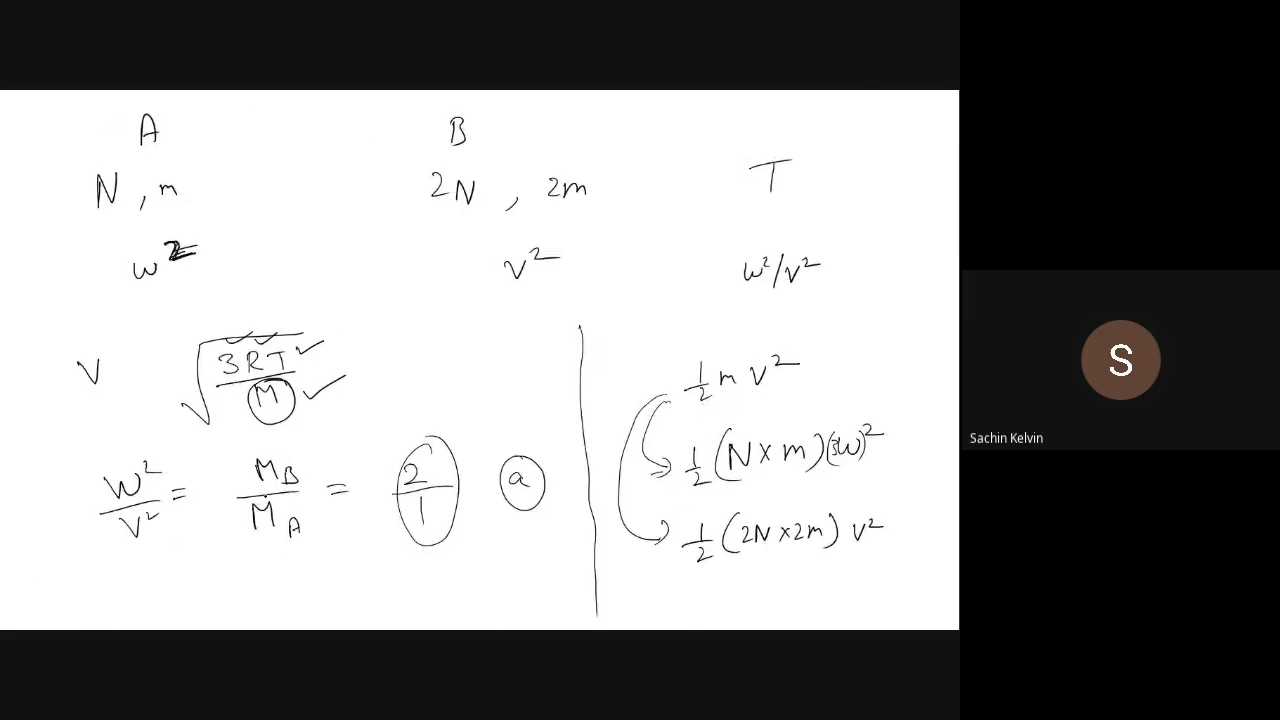 A B
N , m 2N , 2m T
w² v² w²/v²
V √(3RT/M)
W²/V² = M_B/M_A = 2/1 (a)
½ m v²
½ (N × m) (3w)²
½ (2N × 2m) v²
S
Sachin Kelvin